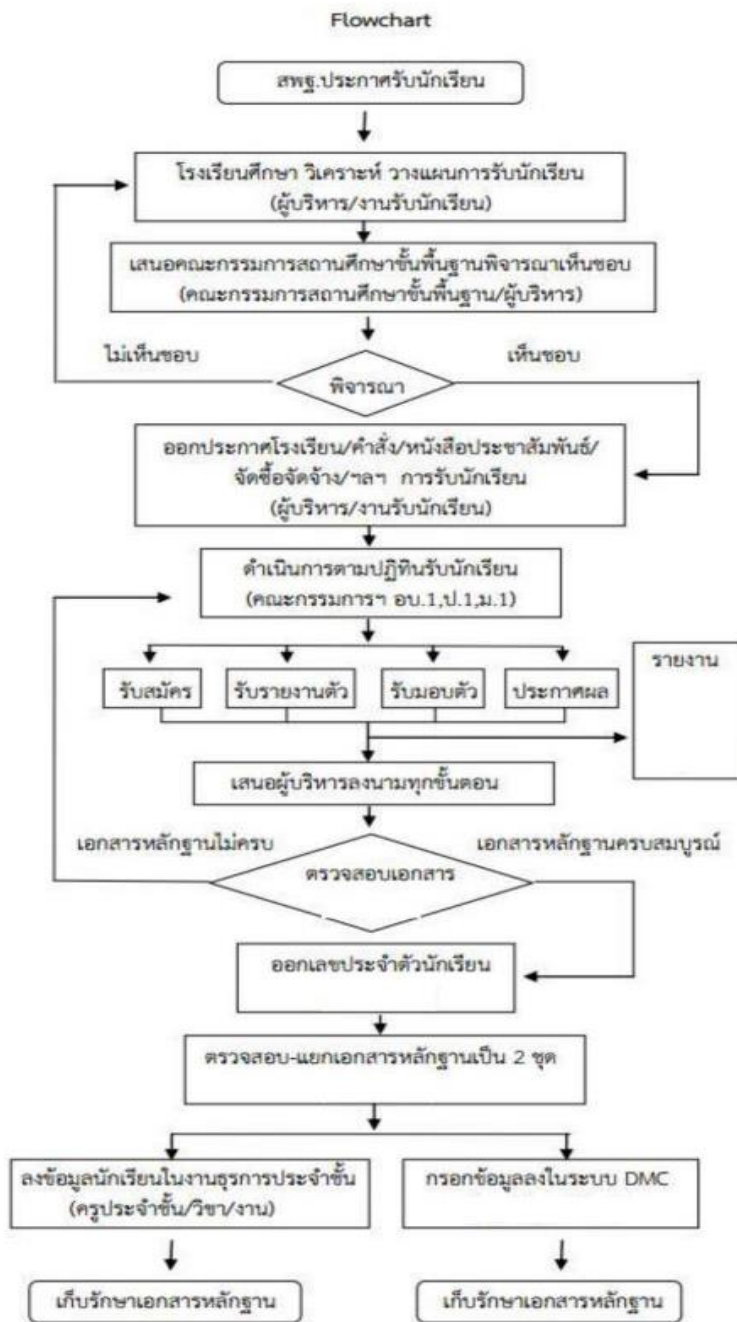 Flowchart
สพฐ.ประกาศรับนักเรียน
โรงเรียนศึกษา วิเคราะห์ วางแผนการรับนักเรียน
(ผู้บริหาร/งานรับนักเรียน)
เสนอคณะกรรมการสถานศึกษาขั้นพื้นฐานพิจารณาเห็นชอบ
(คณะกรรมการสถานศึกษาขั้นพื้นฐาน/ผู้บริหาร)
ไม่เห็นชอบ
เห็นชอบ
พิจารณา
ออกประกาศโรงเรียน/คำสั่ง/หนังสือประชาสัมพันธ์/
จัดซื้อจัดจ้าง/ฯลฯ การรับนักเรียน
(ผู้บริหาร/งานรับนักเรียน)
ดำเนินการตามปฏิทินรับนักเรียน
(คณะกรรมการฯ อบ.1,ป.1,ม.1)
รายงาน
รับสมัคร
รับรายงานตัว
รับมอบตัว
ประกาศผล
เสนอผู้บริหารลงนามทุกขั้นตอน
เอกสารหลักฐานไม่ครบ
เอกสารหลักฐานครบสมบูรณ์
ตรวจสอบเอกสาร
ออกเลขประจำตัวนักเรียน
ตรวจสอบ-แยกเอกสารหลักฐานเป็น 2 ชุด
ลงข้อมูลนักเรียนในงานธุรการประจำชั้น
(ครูประจำชั้น/วิชา/งาน)
กรอกข้อมูลลงในระบบ DMC
เก็บรักษาเอกสารหลักฐาน
เก็บรักษาเอกสารหลักฐาน